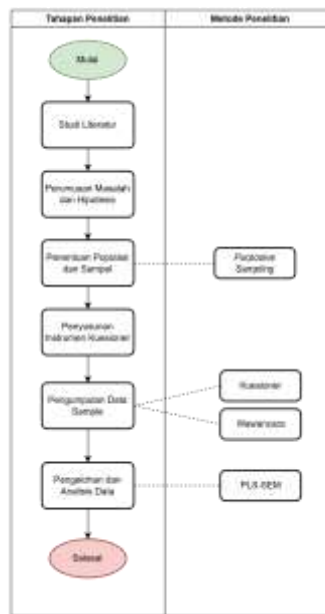 Tahapan Penelitian
Metode Penelitian
Mulai
Studi Literatur
Perumusan Masalah
dan Hipotesis
Penentuan Populasi
dan Sampel
Purposive
Sampling
Penyusunan
Instrumen Kuesioner
Pengumpulan Data
Sample
Kuesioner
Wawancara
Pengolahan dan
Analisis Data
PLS-SEM
Selesai